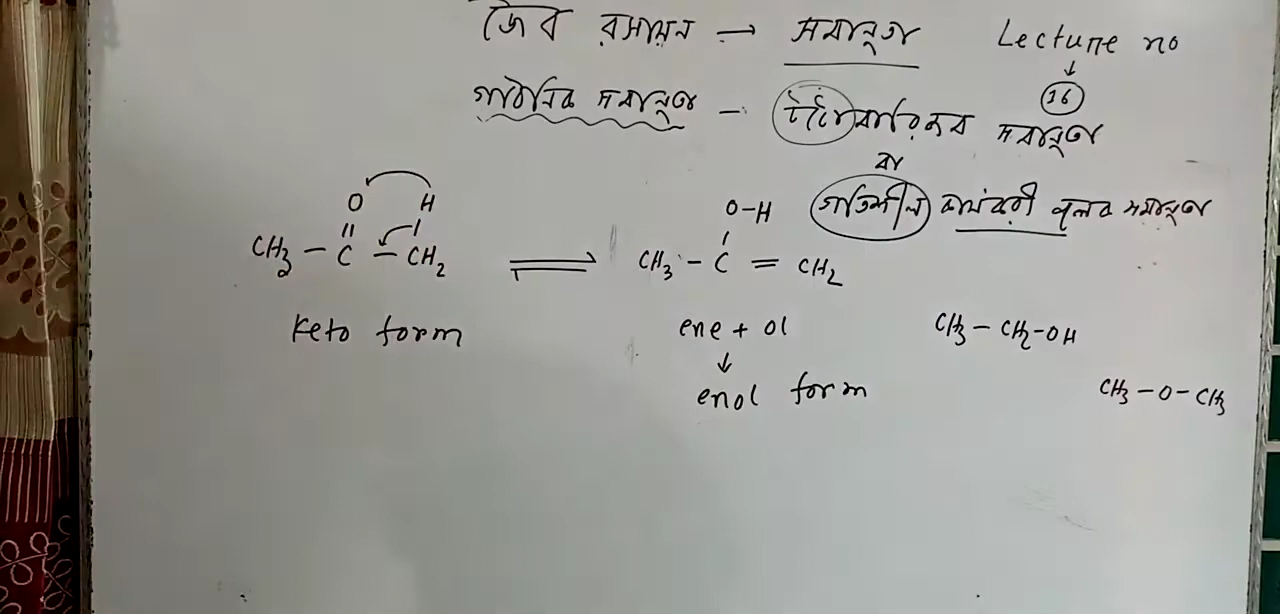 জৈব রসায়ন → সমানুতা
Lecture no
↓
16
গাঠনিক সমানুতা - টটোমারিজম সমানুতা
বা
গতিশীল কার্যকরী মূলক সমানুতা
O H
|| |
CH3 - C - CH2 ⇌ CH3 - C = CH2
O-H
|
Keto form
ene + ol
↓
enol form
CH3 - CH2-OH
CH3 - O - CH3